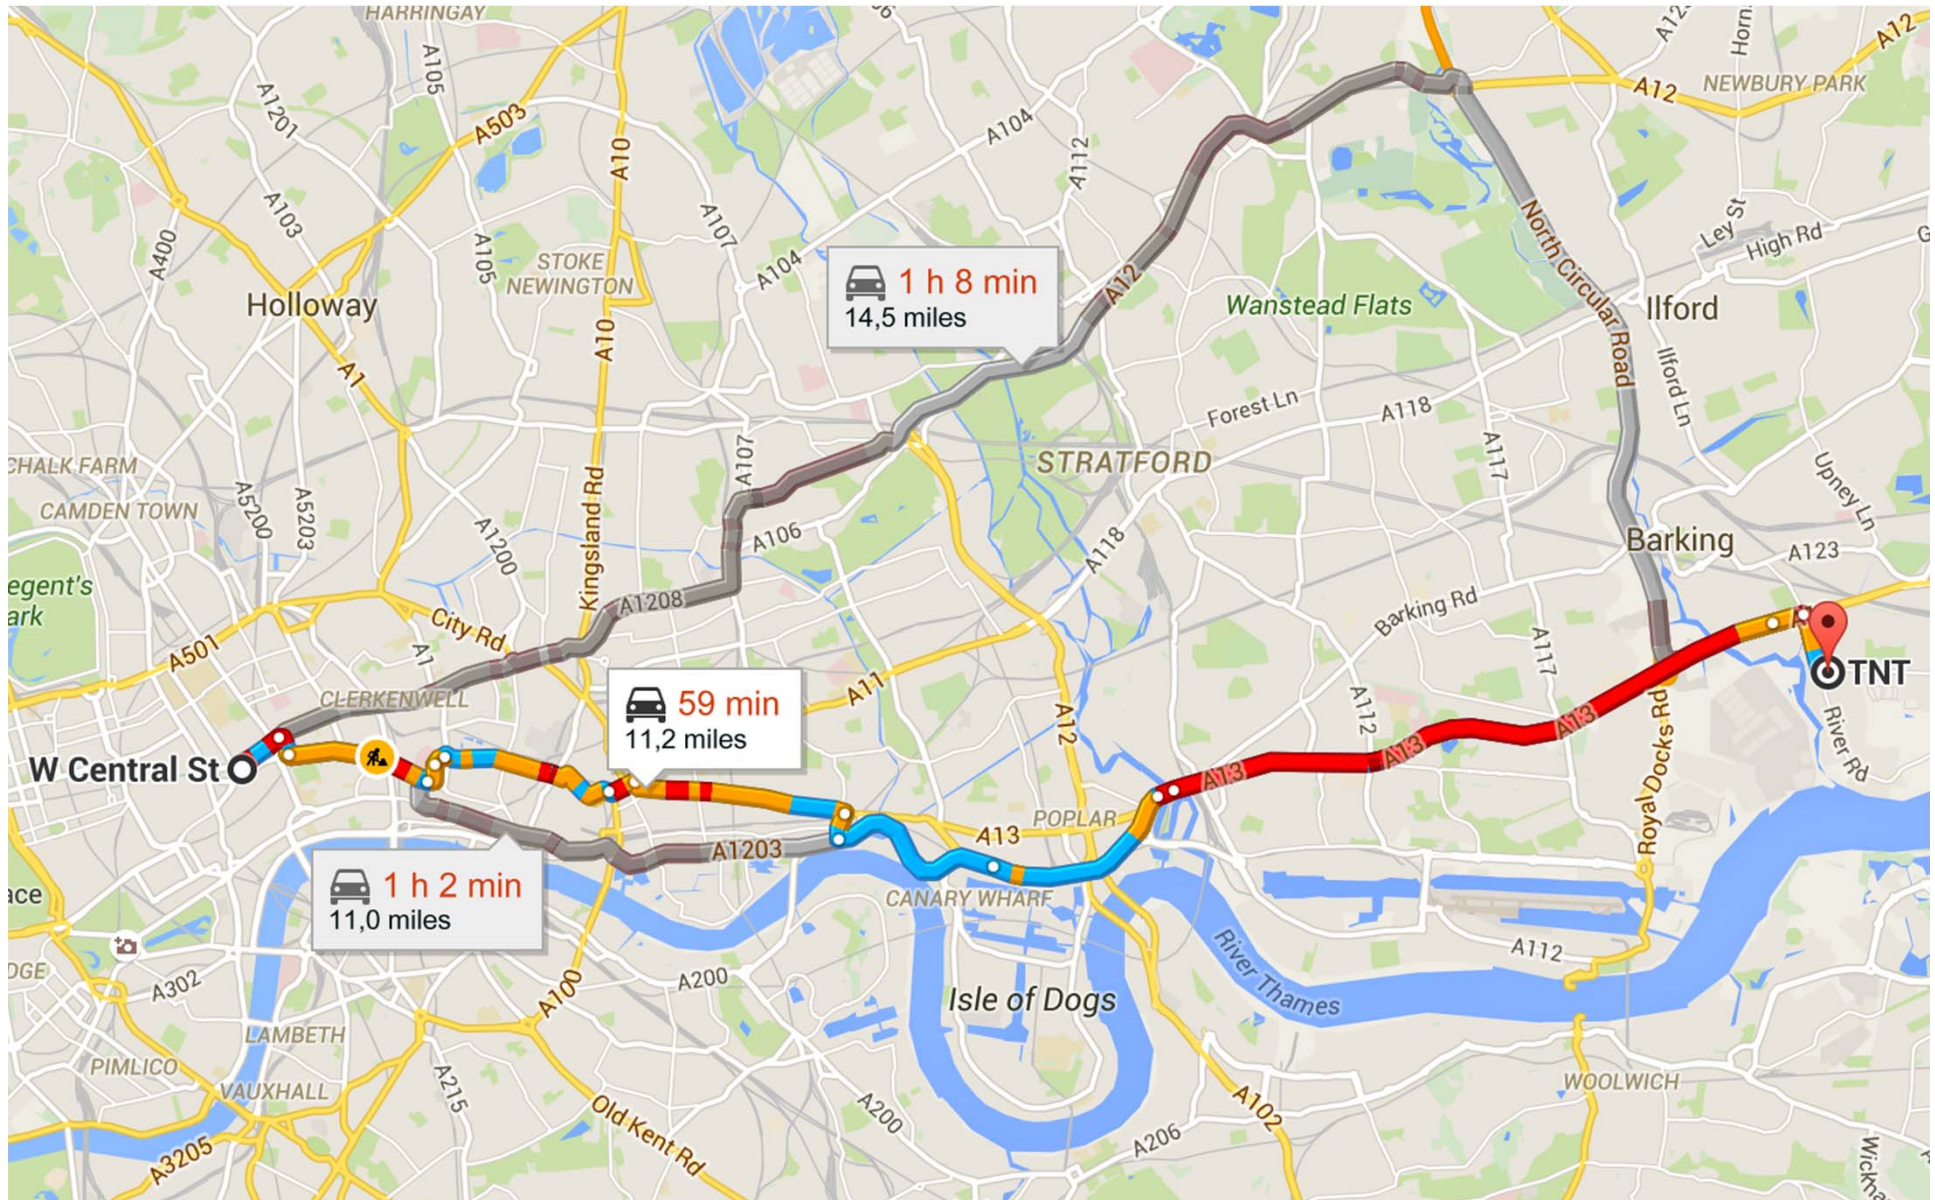 HARRINGAY
A105
A1201
A503
A10
A104
A112
A12
NEWBURY PARK
A12
A103
A400
A105
A107
A104
STOKE
NEWINGTON
Holloway
A10
A1
1 h 8 min
14,5 miles
A12
Wanstead Flats
North Circular Road
Ley St
High Rd
Ilford
Ilford Ln
Forest Ln
A118
A117
STRATFORD
CHALK FARM
CAMDEN TOWN
A5200
A5203
A1200
Kingsland Rd
A107
A106
A118
Upney Ln
Barking
A123
egent's
ark
City Rd
A1208
Barking Rd
A501
A1
CLERKENWELL
A11
A12
A112
A117
TNT
River Rd
59 min
11,2 miles
W Central St
A13
A13
A13
POPLAR
A13
Royal Docks Rd
A1203
1 h 2 min
11,0 miles
CANARY WHARF
ace
DGE
A302
A100
A200
River Thames
A112
Isle of Dogs
LAMBETH
PIMLICO
VAUXHALL
A215
Old Kent Rd
A200
A206
A102
WOOLWICH
A3205